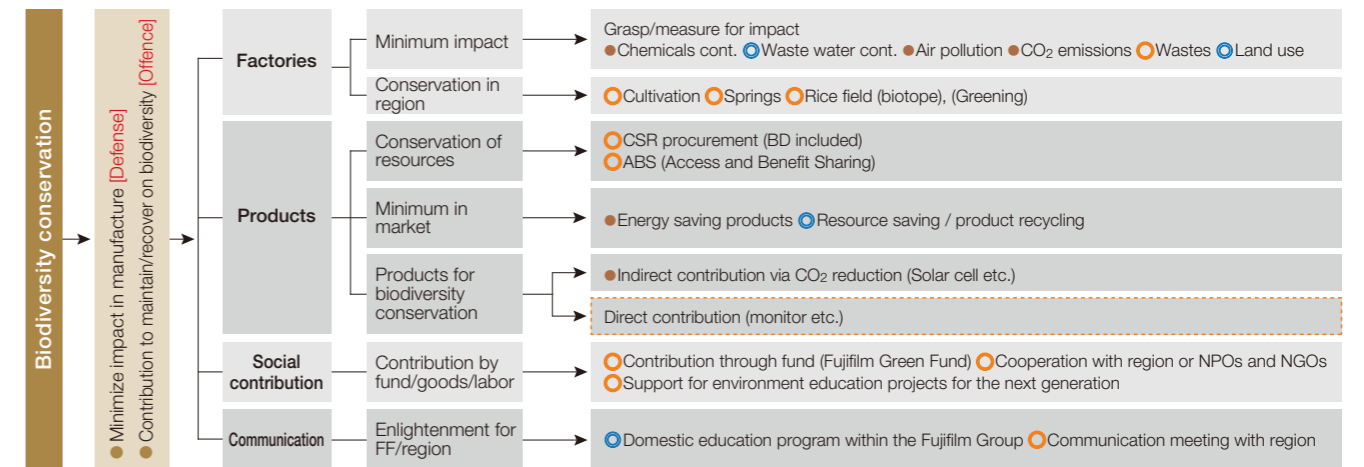 Biodiversity conservation
Minimize impact in manufacture [Defense]
Contribution to maintain/recover on biodiversity [Offence]
Factories
Minimum impact
Grasp/measure for impact
●Chemicals cont. ◎Waste water cont. ●Air pollution ●CO₂ emissions ○Wastes ◎Land use
Conservation in
region
○Cultivation ○Springs ○Rice field (biotope), (Greening)
Products
Conservation of
resources
○CSR procurement (BD included)
○ABS (Access and Benefit Sharing)
Minimum in
market
●Energy saving products ◎Resource saving / product recycling
Products for
biodiversity
conservation
●Indirect contribution via CO₂ reduction (Solar cell etc.)
Direct contribution (monitor etc.)
Social
contribution
Contribution by
fund/goods/labor
○Contribution through fund (Fujifilm Green Fund) ○Cooperation with region or NPOs and NGOs
○Support for environment education projects for the next generation
Communication
Enlightenment for
FF/region
◎Domestic education program within the Fujifilm Group ○Communication meeting with region